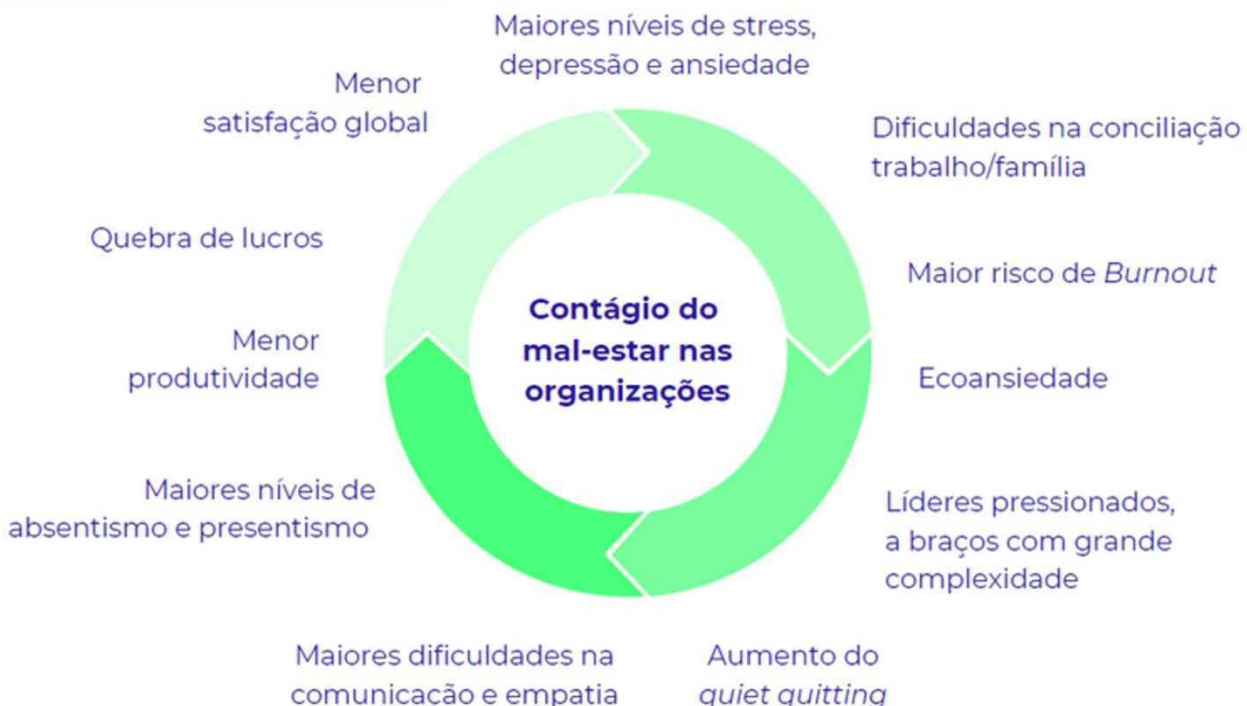 Maiores níveis de stress,
depressão e ansiedade
Dificuldades na conciliação
trabalho/família
Maior risco de Burnout
Ecoansiedade
Líderes pressionados,
a braços com grande
complexidade
Aumento do
quiet quitting
Maiores dificuldades na
comunicação e empatia
Maiores níveis de
absentismo e presentismo
Menor
produtividade
Quebra de lucros
Menor
satisfação global
Contágio do
mal-estar nas
organizações